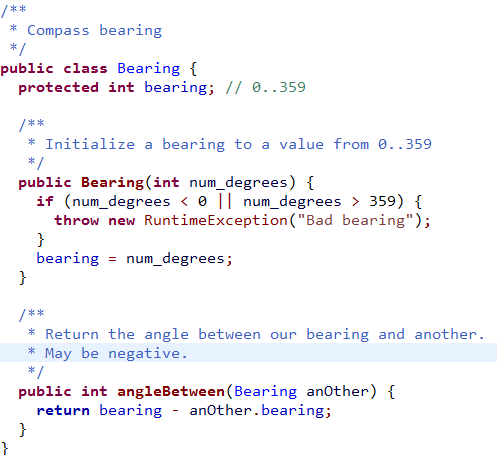 /**
 * Compass bearing
 */
public class Bearing {
  protected int bearing; // 0..359

  /**
   * Initialize a bearing to a value from 0..359
   */
  public Bearing(int num_degrees) {
    if (num_degrees < 0 || num_degrees > 359) {
      throw new RuntimeException("Bad bearing");
    }
    bearing = num_degrees;
  }

  /**
   * Return the angle between our bearing and another.
   * May be negative.
   */
  public int angleBetween(Bearing anOther) {
    return bearing - anOther.bearing;
  }
}